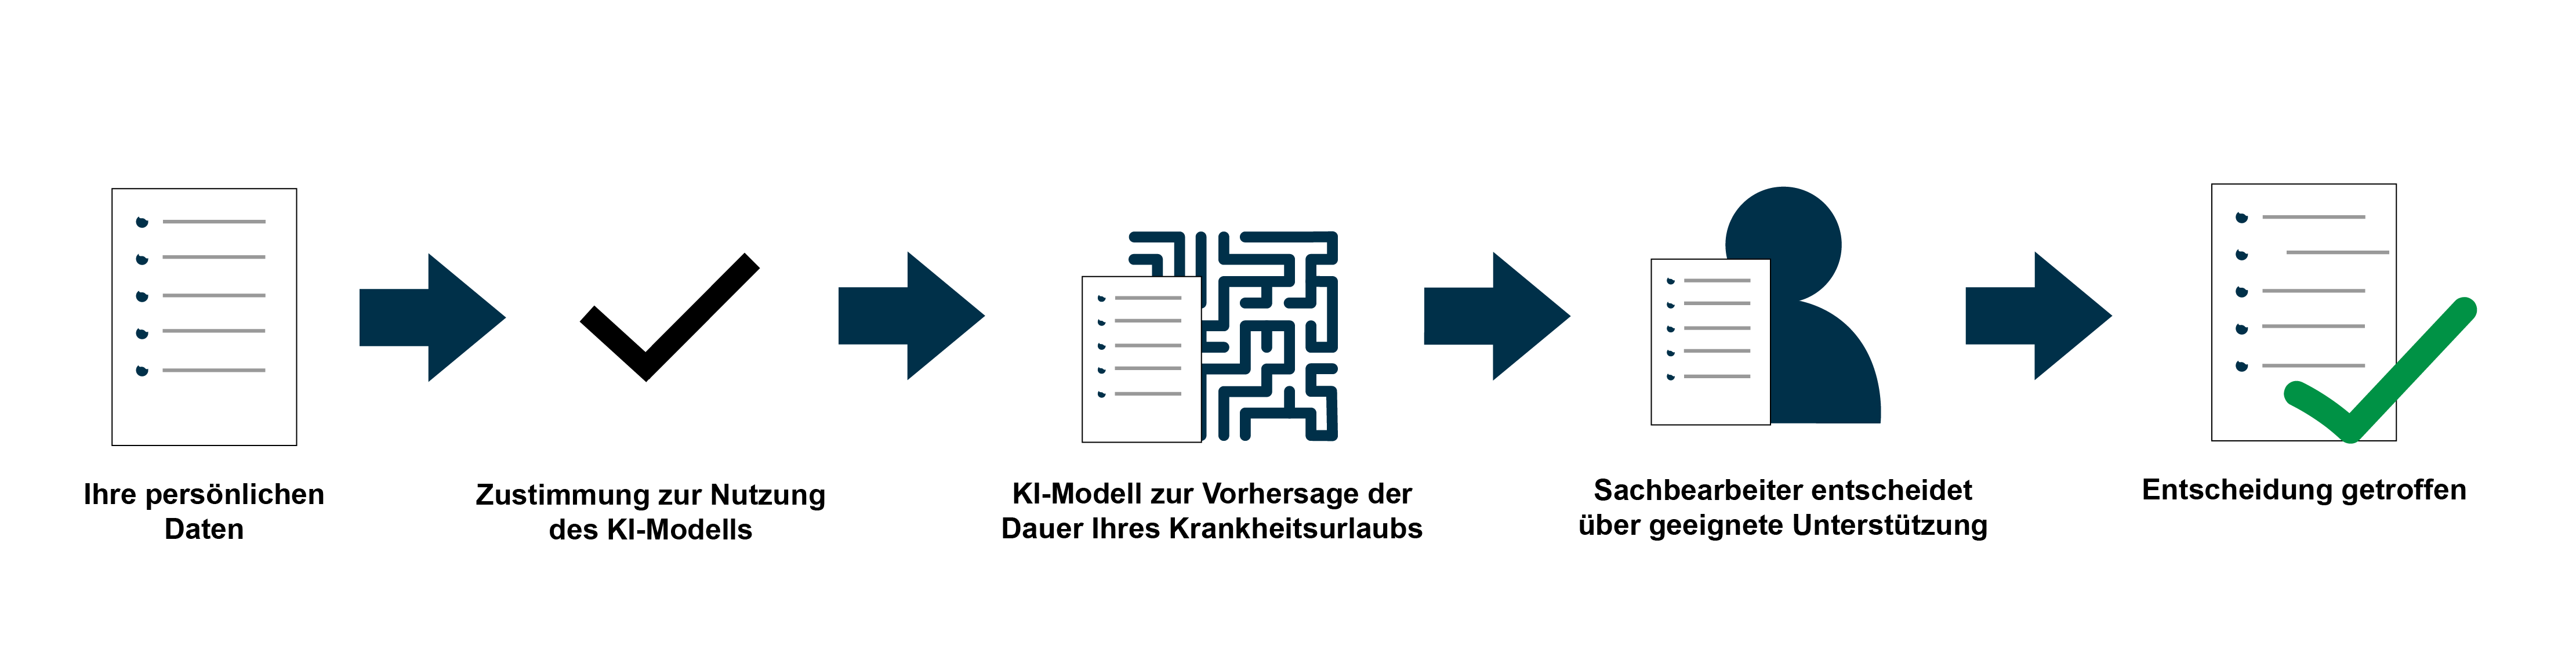 Ihre persönlichen
Daten
Zustimmung zur Nutzung
des KI-Modells
KI-Modell zur Vorhersage der
Dauer Ihres Krankheitsurlaubs
Sachbearbeiter entscheidet
über geeignete Unterstützung
Entscheidung getroffen